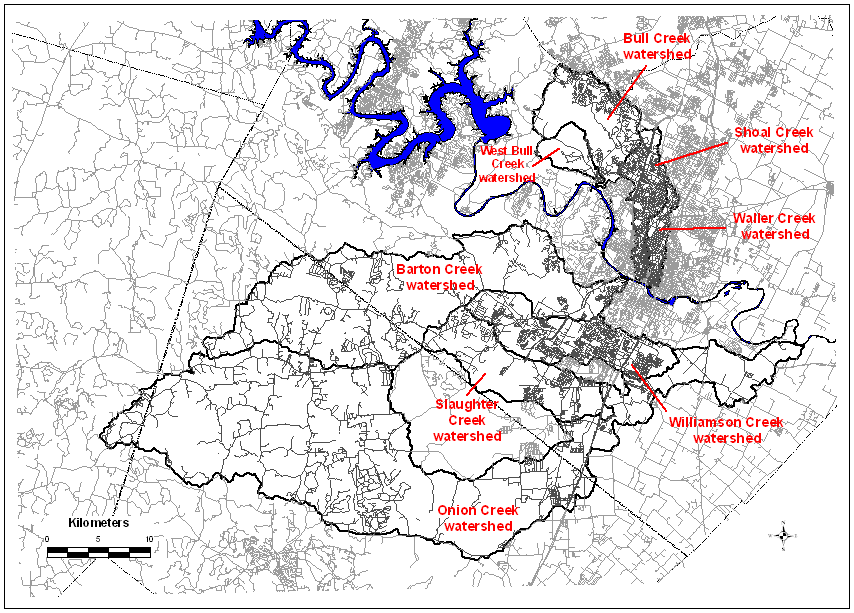 Bull Creek
watershed
Shoal Creek
watershed
West Bull
Creek
watershed
Waller Creek
watershed
Barton Creek
watershed
Slaughter
Creek
watershed
Williamson Creek
watershed
Onion Creek
watershed
Kilometers
0 5 10